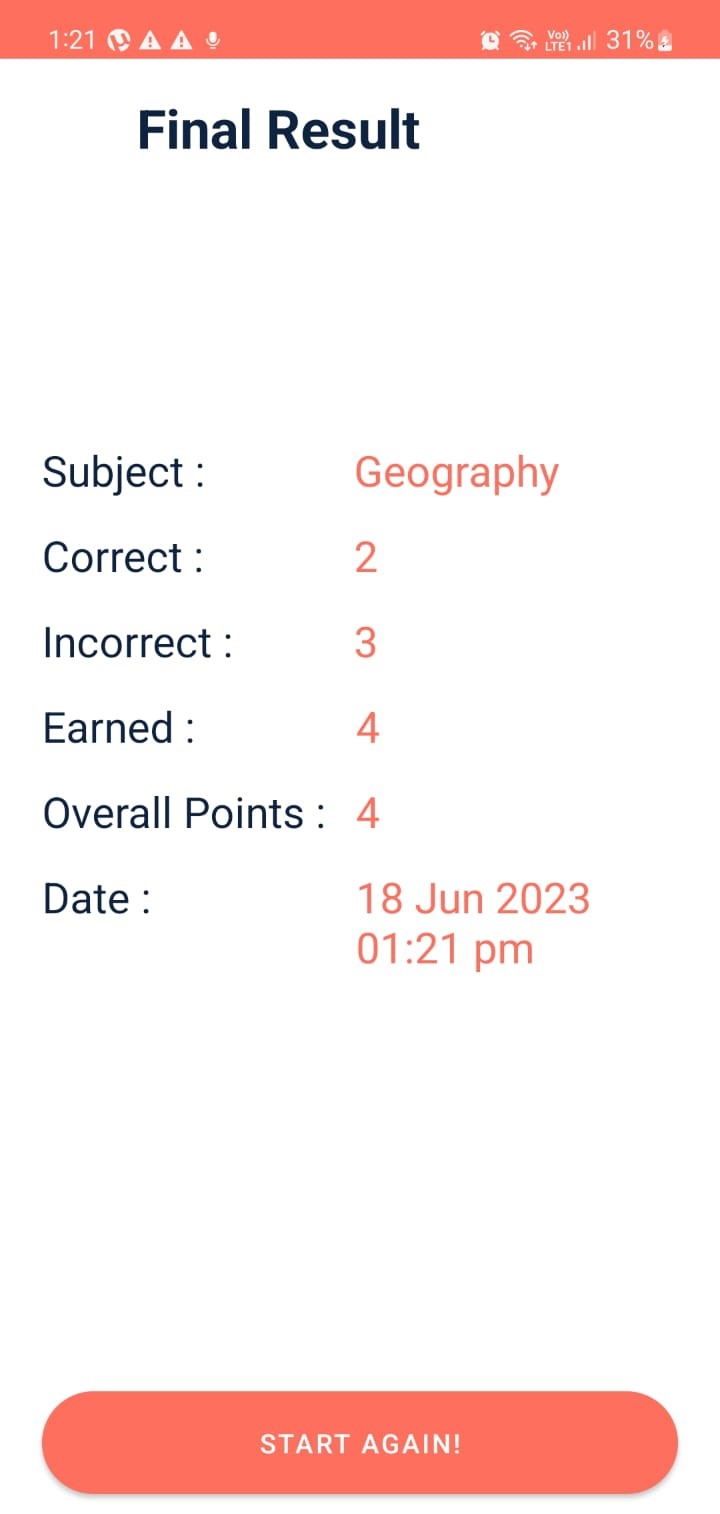 1:21 Vo)) LTE1 31%
Final Result
Subject : Geography
Correct : 2
Incorrect : 3
Earned : 4
Overall Points : 4
Date : 18 Jun 2023
01:21 pm
START AGAIN!